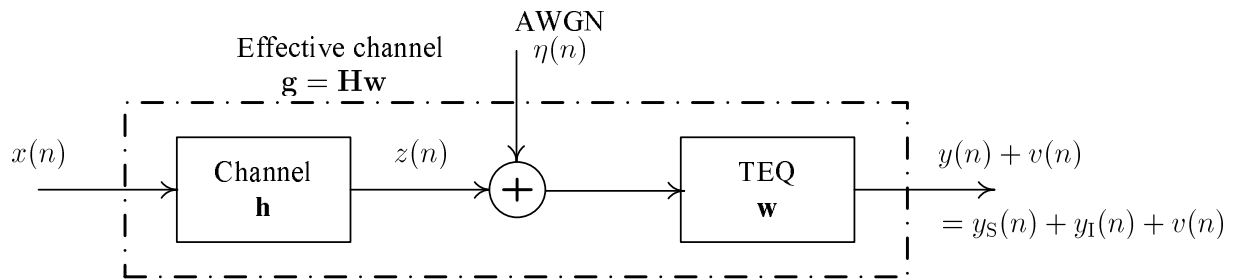 AWGN
η(n)
Effective channel
g = Hw
x(n)
Channel
h
z(n)
+
TEQ
w
y(n) + v(n)
= y_S(n) + y_I(n) + v(n)